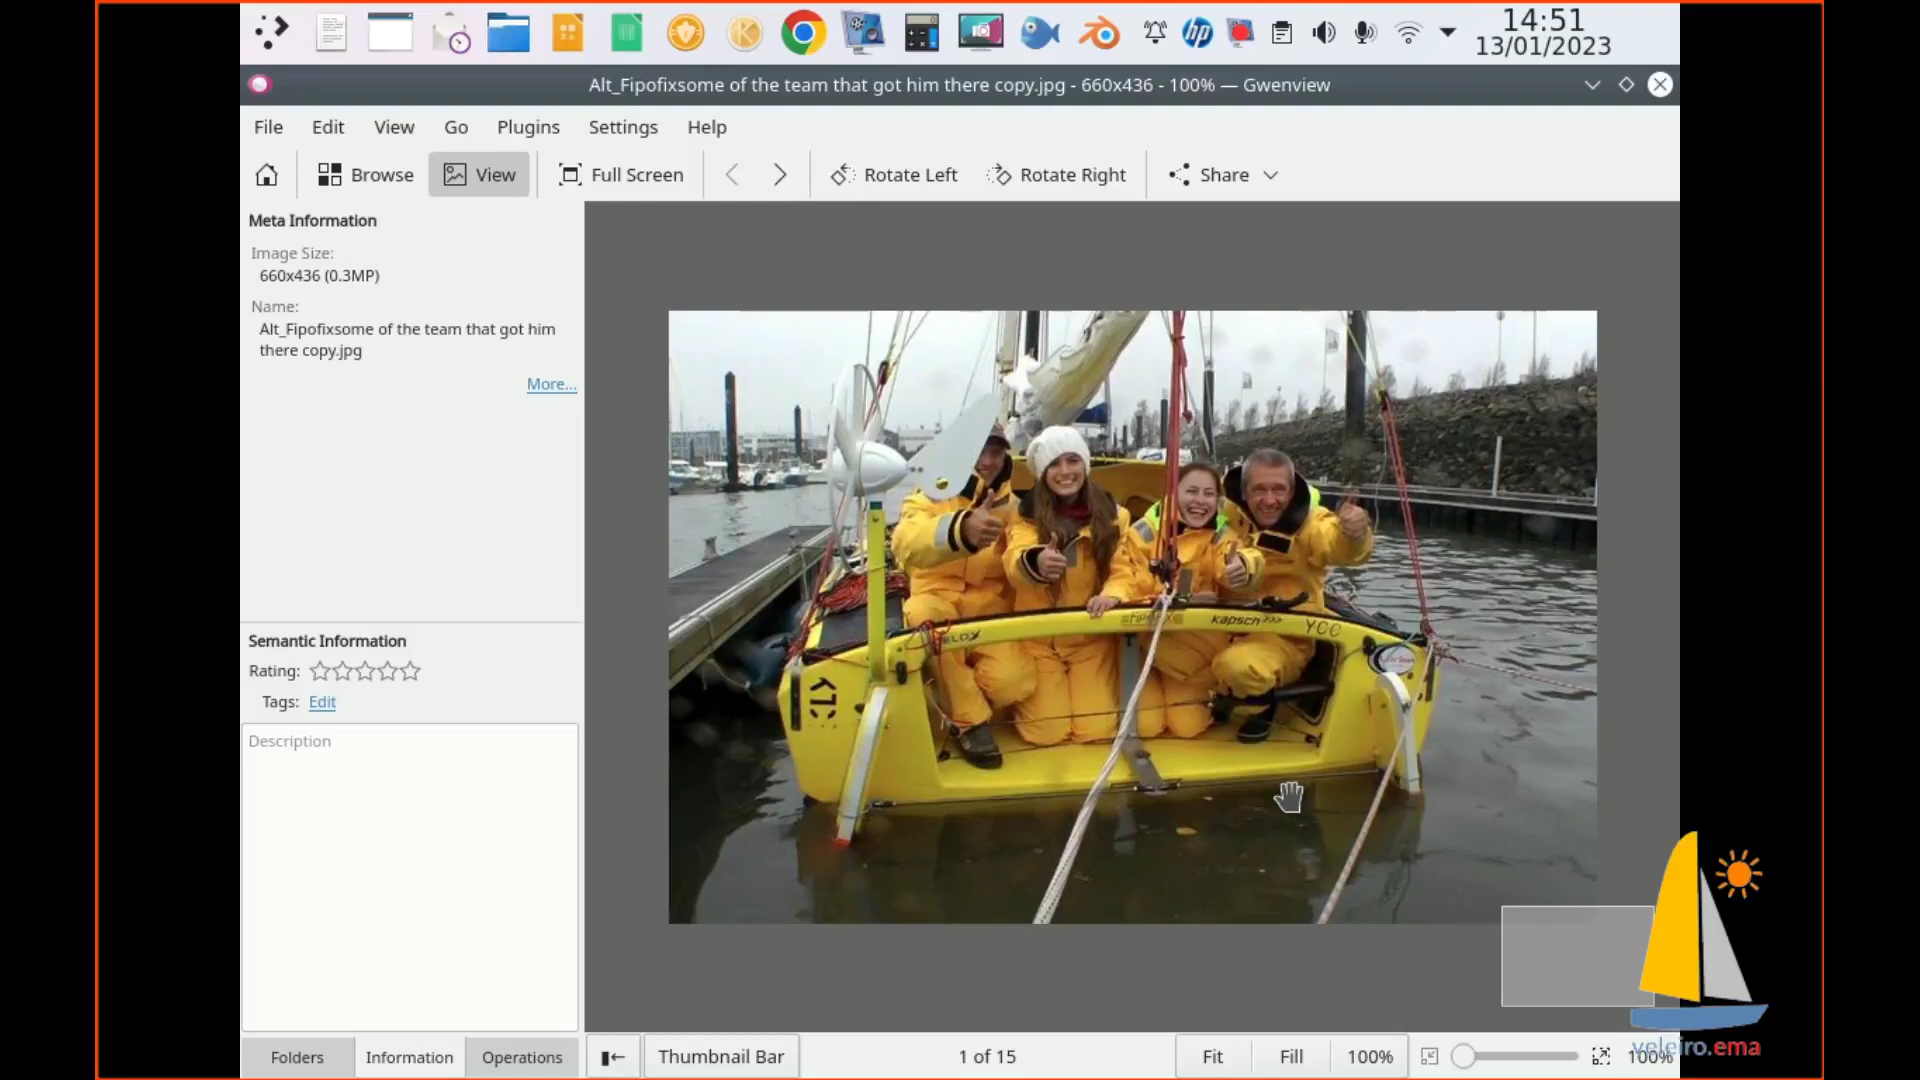 14:51
13/01/2023
Alt_Fipofixsome of the team that got him there copy.jpg - 660x436 - 100% — Gwenview
File Edit View Go Plugins Settings Help
Browse View Full Screen Rotate Left Rotate Right Share
Meta Information
Image Size:
660x436 (0.3MP)
Name:
Alt_Fipofixsome of the team that got him
there copy.jpg
More...
kapsch>>> YCC
Semantic Information
Rating:
Tags: Edit
Description
Folders Information Operations Thumbnail Bar 1 of 15 Fit Fill 100% 100%
veleiro.ema